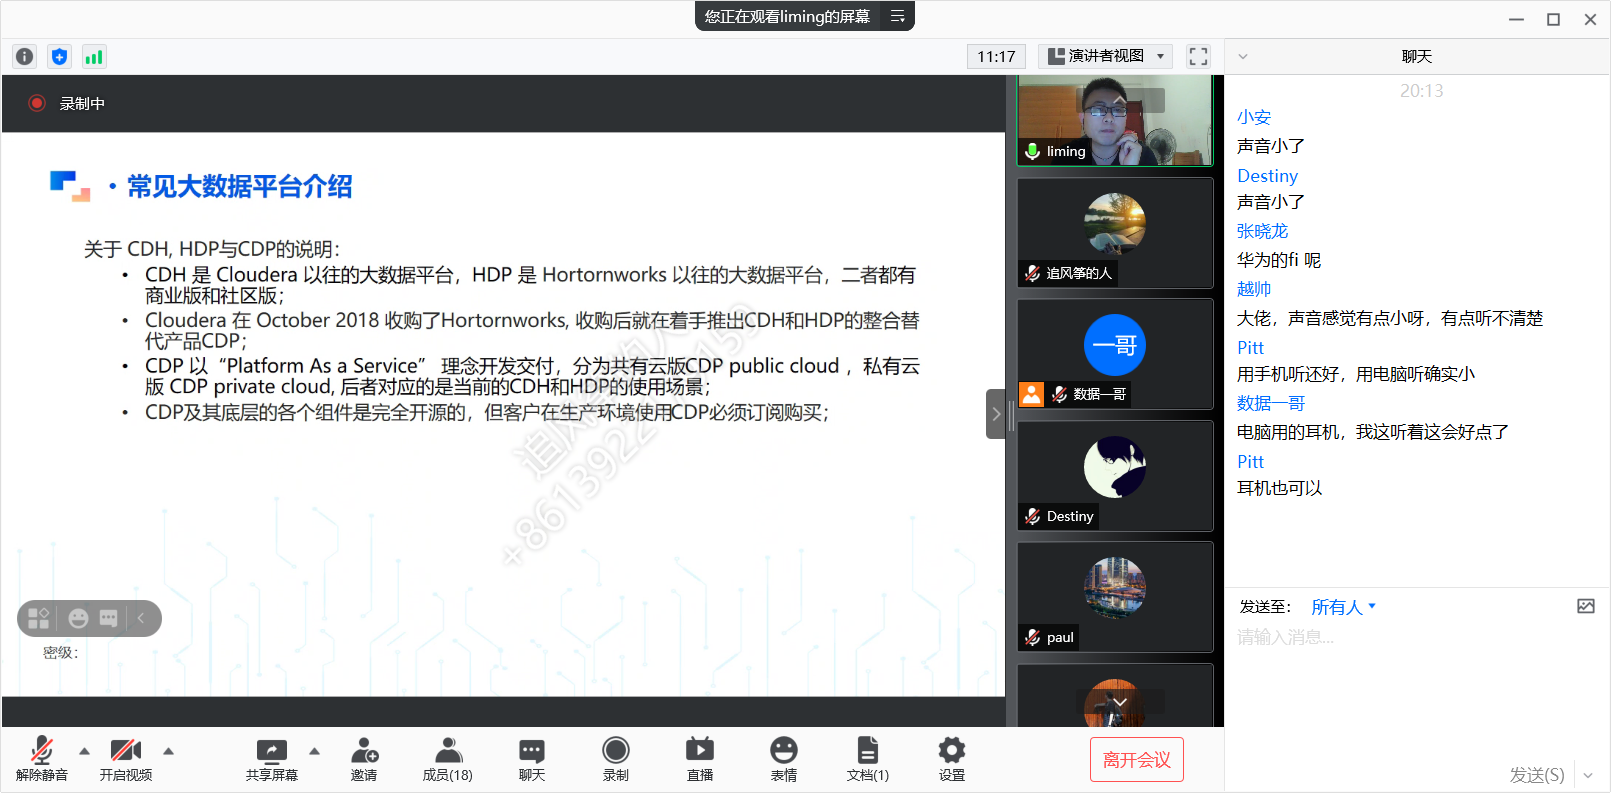 您正在观看liming的屏幕
11:17
演讲者视图
聊天
录制中
常见大数据平台介绍
关于 CDH, HDP与CDP的说明：
• CDH 是 Cloudera 以往的大数据平台，HDP 是 Hortornworks 以往的大数据平台，二者都有
商业版和社区版；
• Cloudera 在 October 2018 收购了Hortornworks, 收购后就在着手推出CDH和HDP的整合替
代产品CDP；
• CDP 以“Platform As a Service” 理念开发交付，分为共有云版CDP public cloud ，私有云
版 CDP private cloud, 后者对应的是当前的CDH和HDP的使用场景；
• CDP及其底层的各个组件是完全开源的，但客户在生产环境使用CDP必须订阅购买；
密级：
liming
追风筝的人
一哥
数据一哥
Destiny
paul
20:13
小安
声音小了
Destiny
声音小了
张晓龙
华为的fi 呢
越帅
大佬，声音感觉有点小呀，有点听不清楚
Pitt
用手机听还好，用电脑听确实小
数据一哥
电脑用的耳机，我这听着这会好点了
Pitt
耳机也可以
发送至：
所有人
请输入消息...
发送(S)
解除静音
开启视频
共享屏幕
邀请
成员(18)
聊天
录制
直播
表情
文档(1)
设置
离开会议